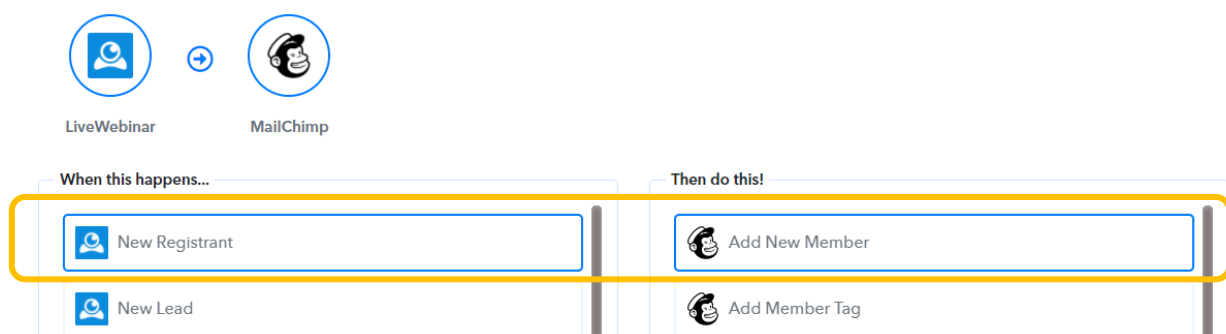 LiveWebinar MailChimp
When this happens... Then do this!
New Registrant Add New Member
New Lead Add Member Tag